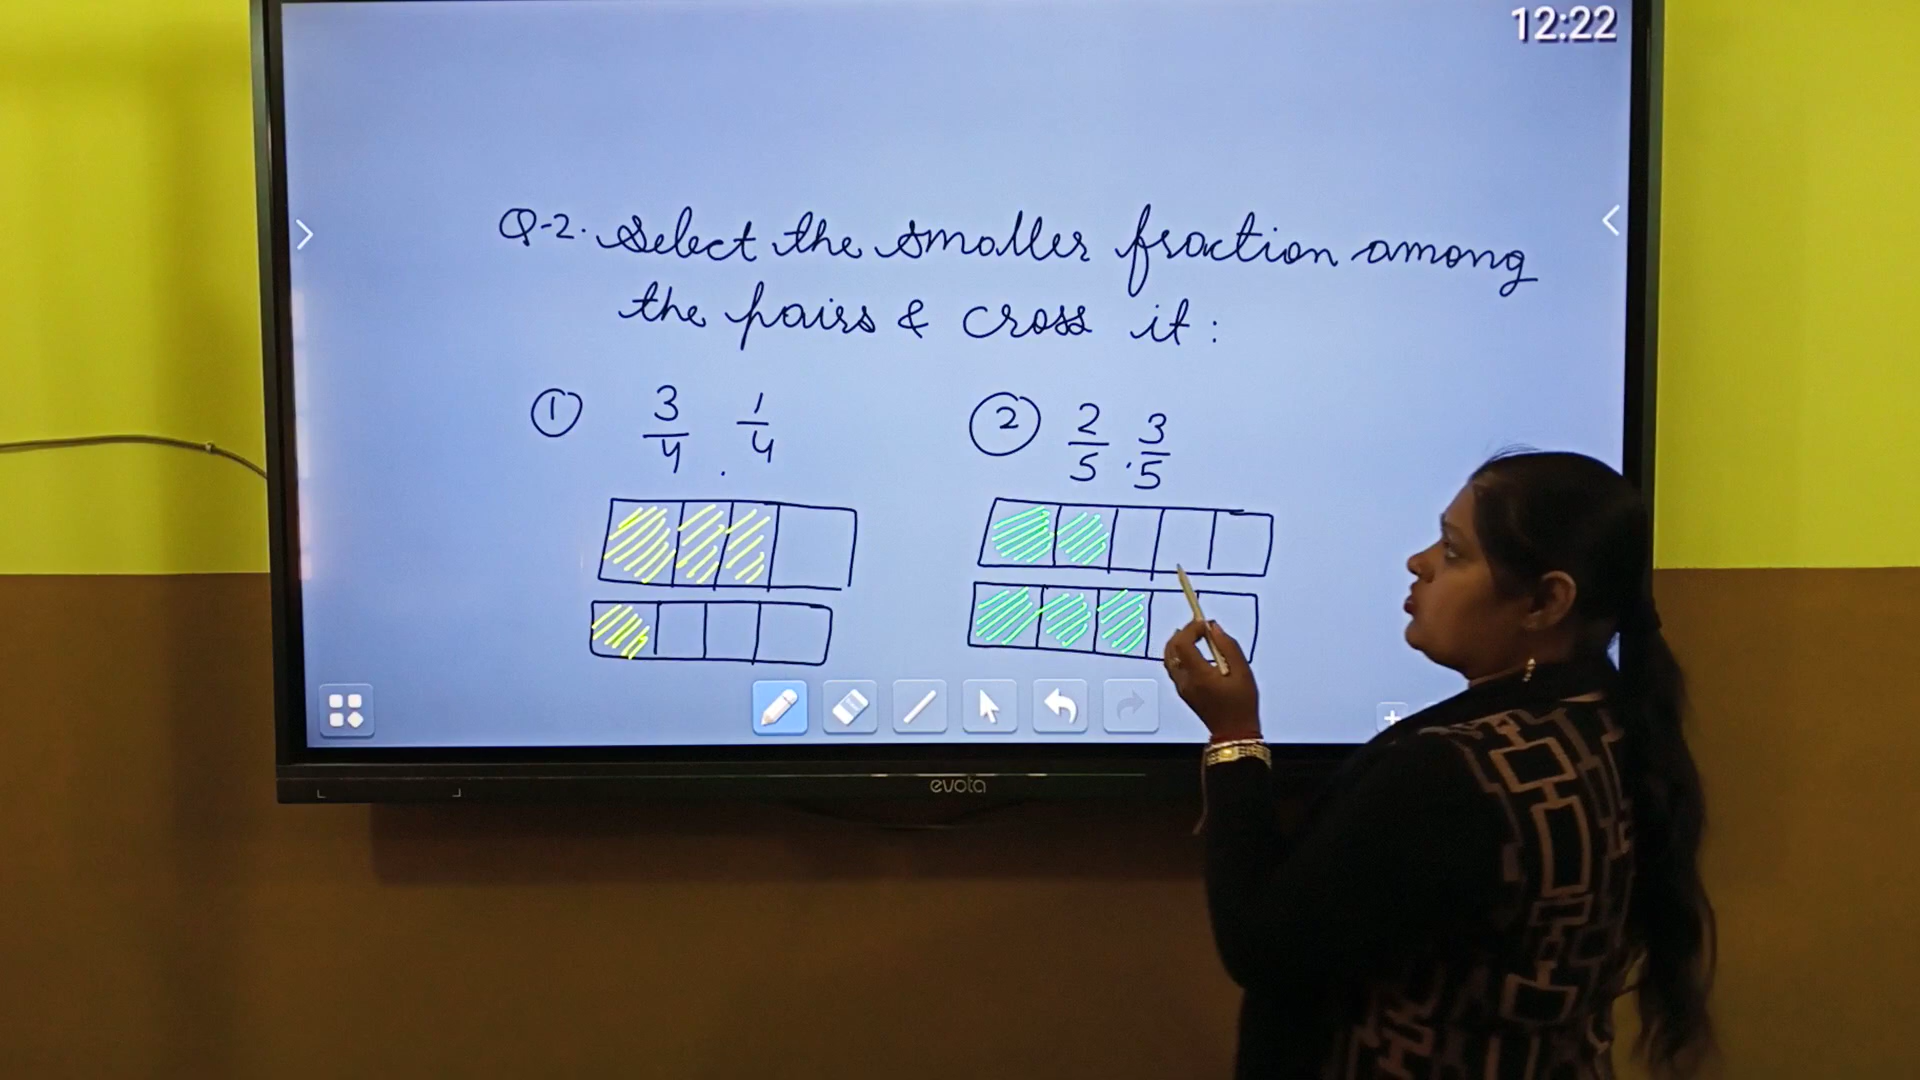 12:22
Q-2. Select the smaller fraction among
the pairs & cross it:
① 3/4 . 1/4
② 2/5 . 3/5
evota